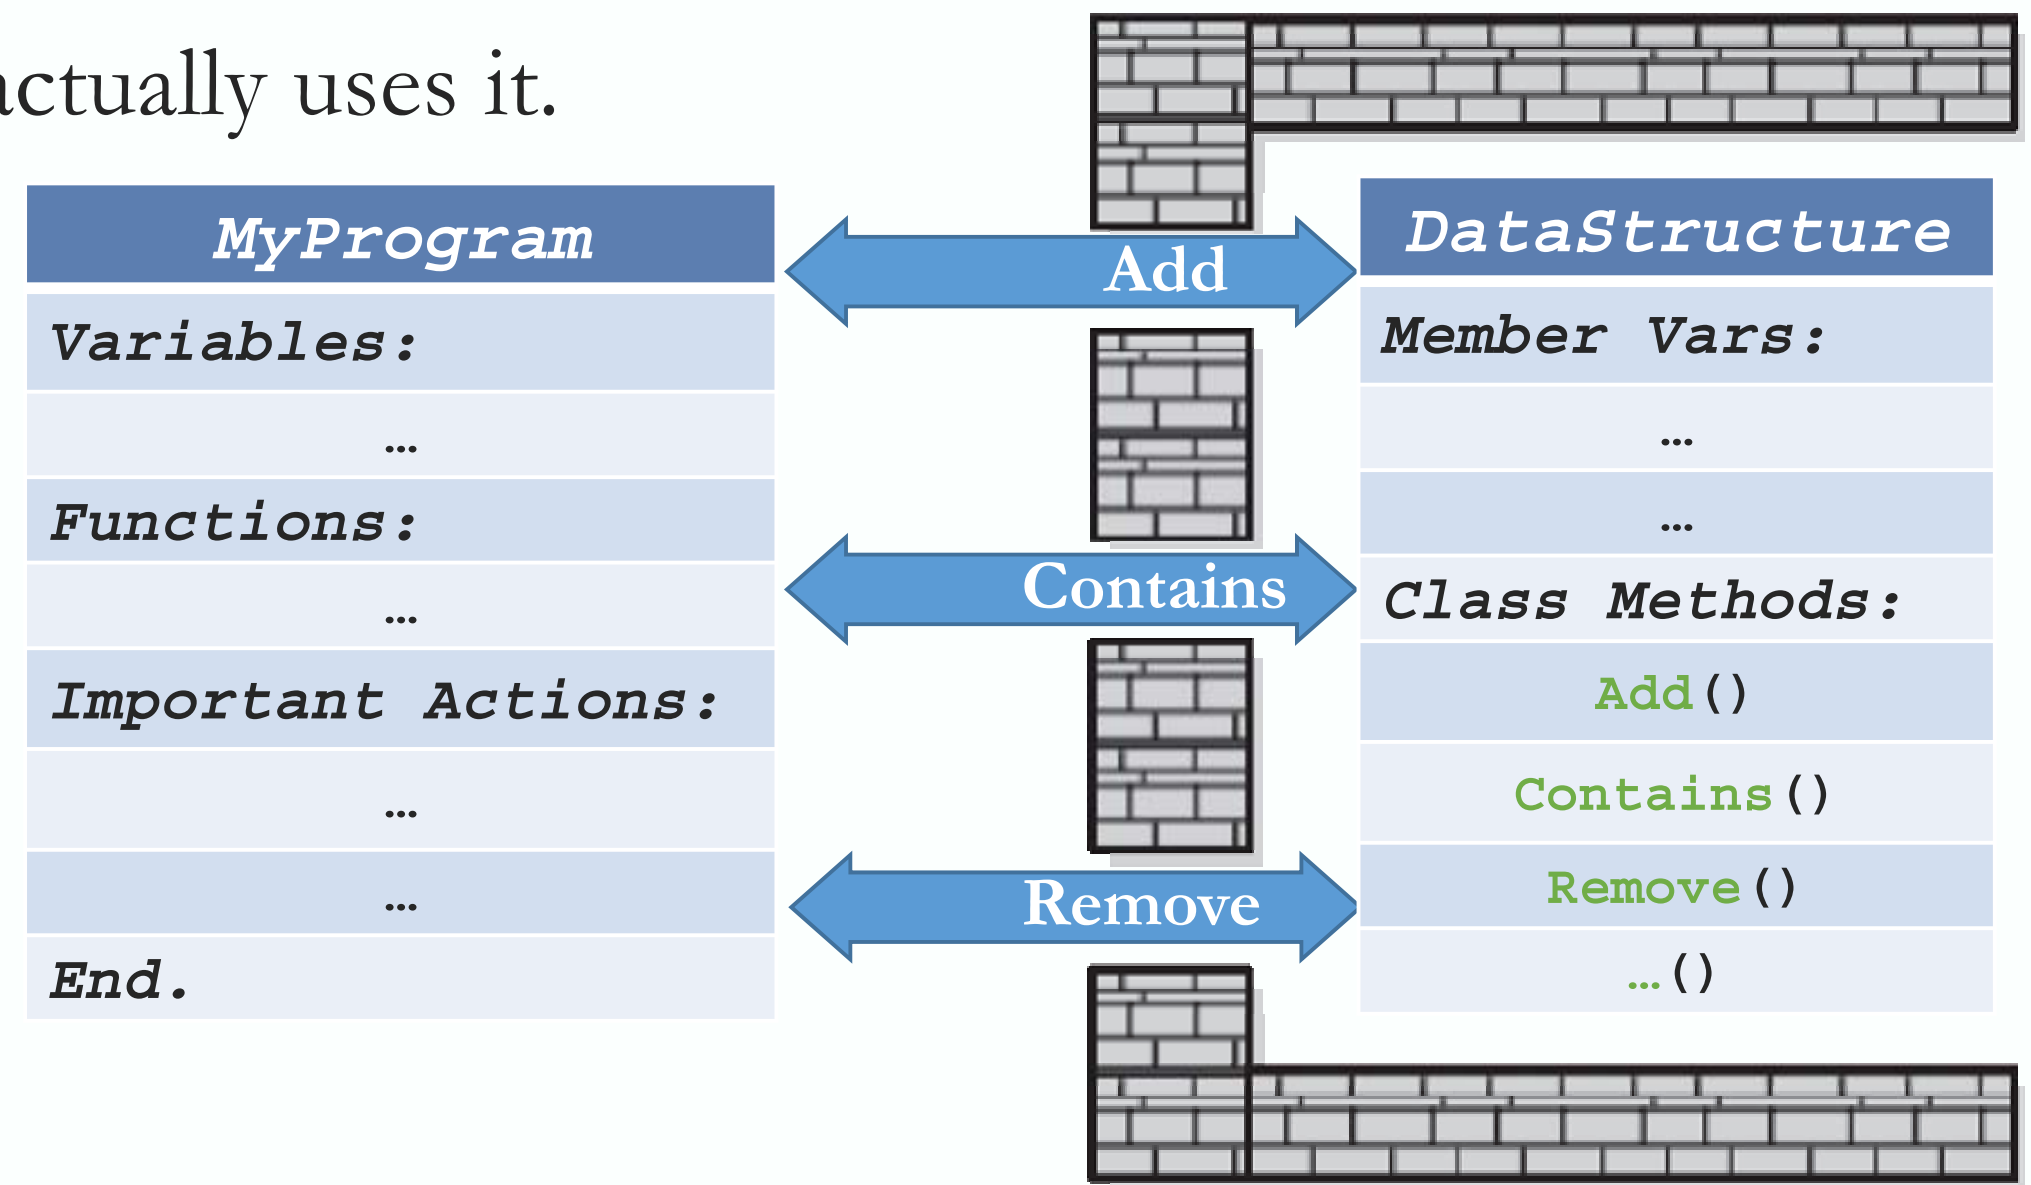 actually uses it.
MyProgram
Variables:
…
Functions:
…
Important Actions:
…
…
End.
Add
Contains
Remove
DataStructure
Member Vars:
…
…
Class Methods:
Add()
Contains()
Remove()
…()